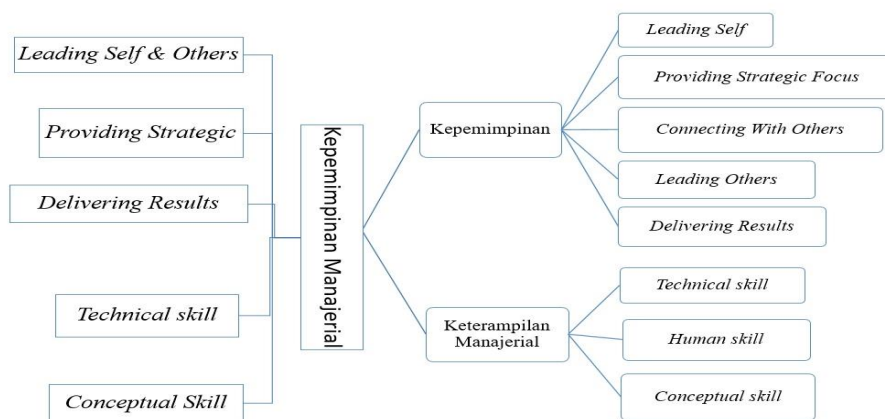 Leading Self & Others
Providing Strategic
Delivering Results
Technical skill
Conceptual Skill
Kepemimpinan Manajerial
Kepemimpinan
Leading Self
Providing Strategic Focus
Connecting With Others
Leading Others
Delivering Results
Keterampilan
Manajerial
Technical skill
Human skill
Conceptual skill